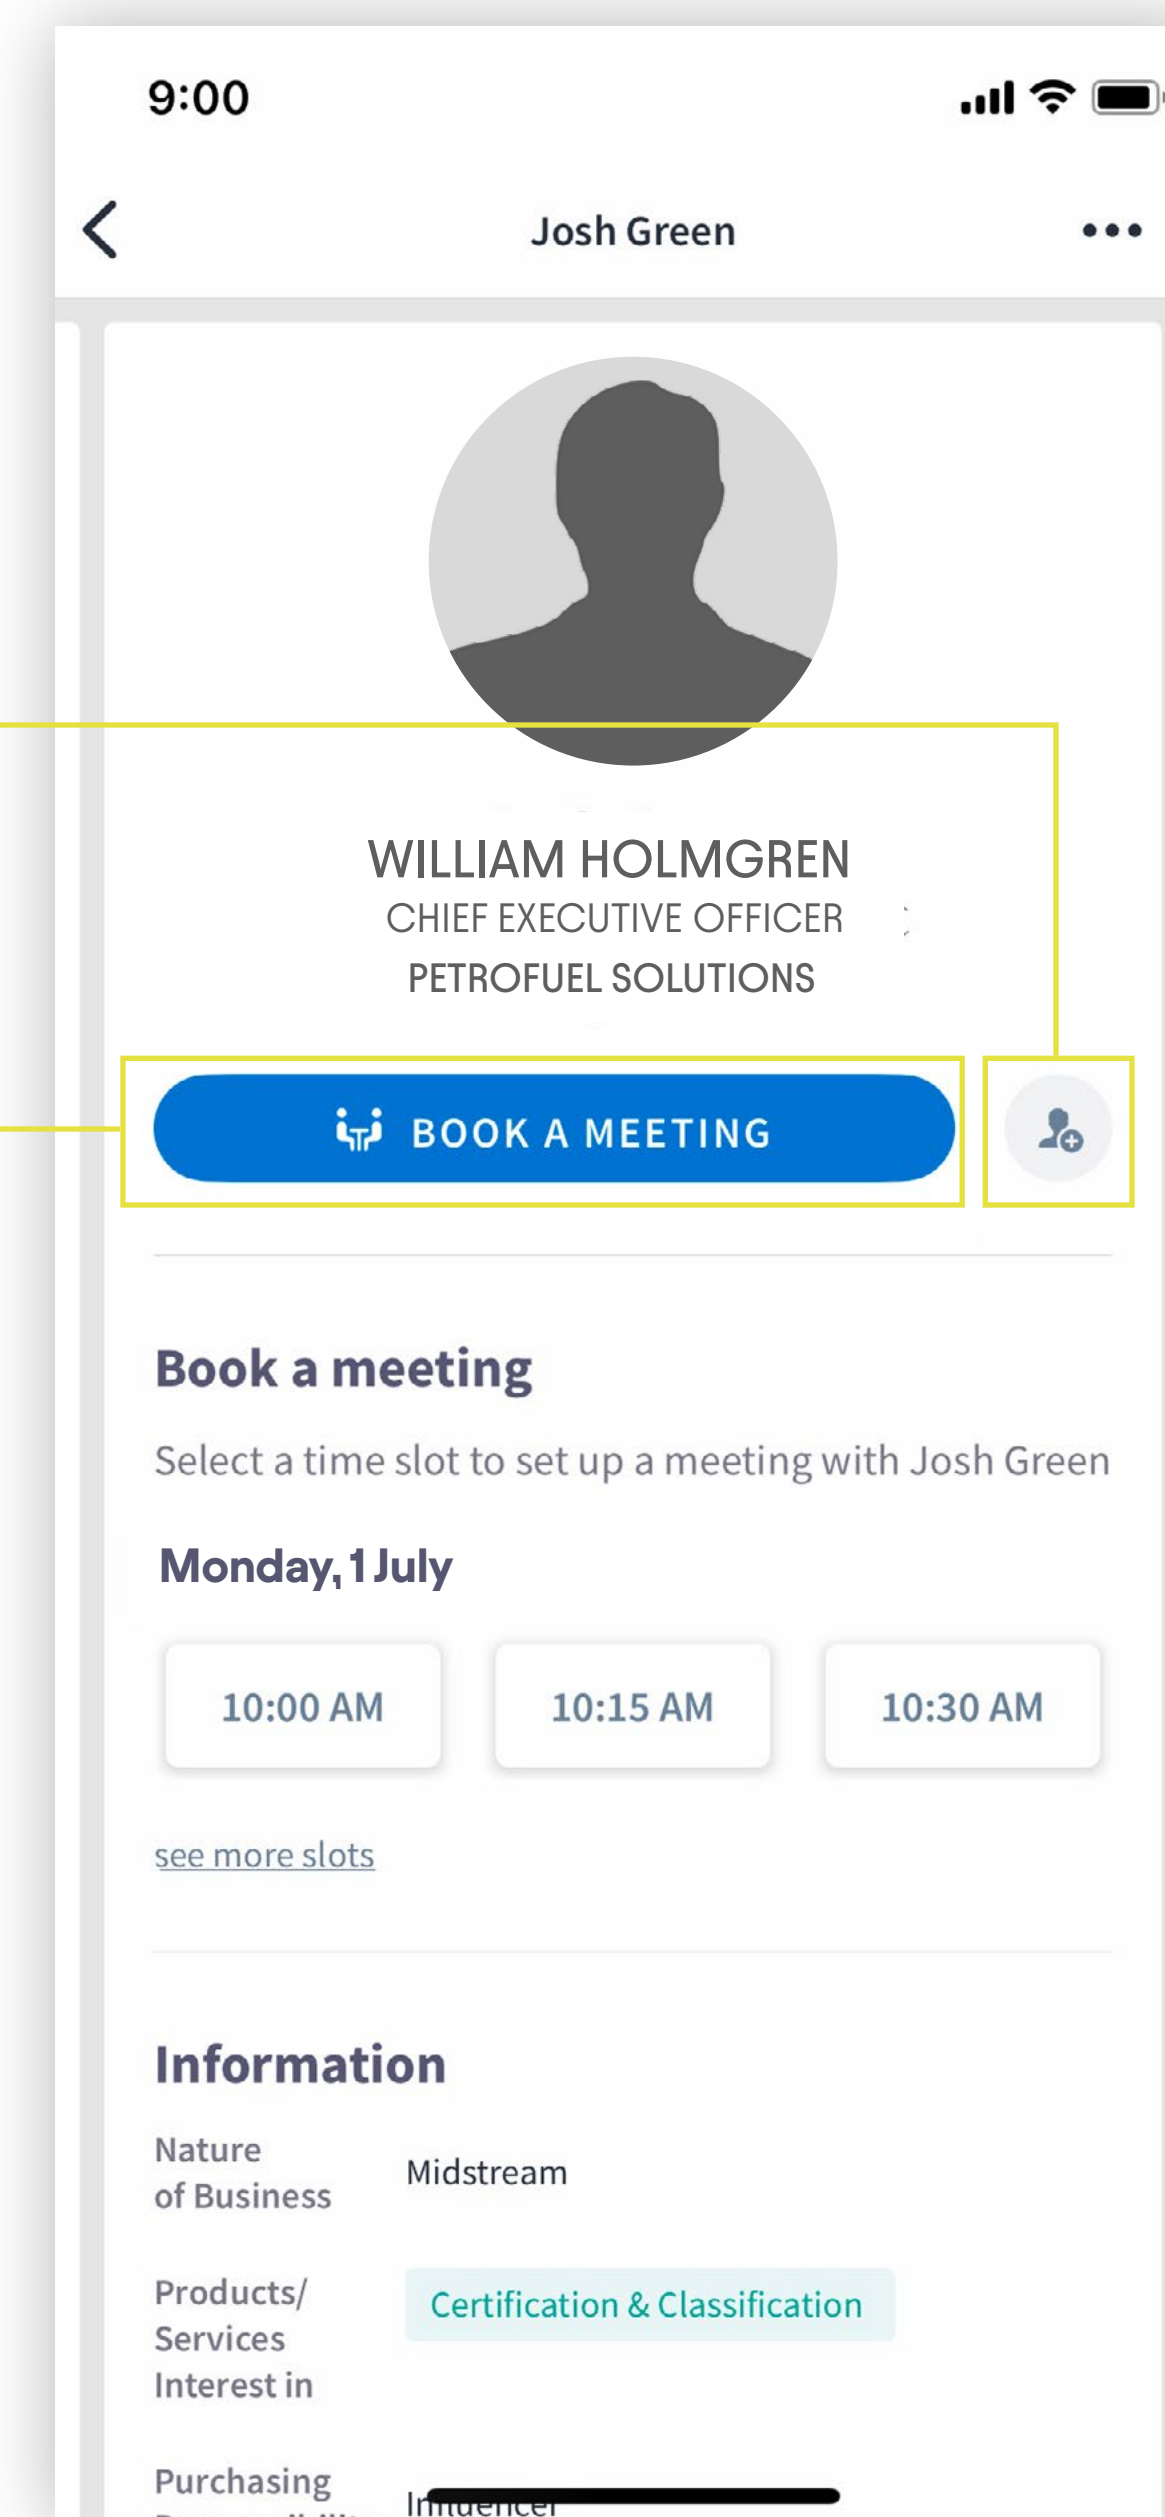 9:00
Josh Green
WILLIAM HOLMGREN
CHIEF EXECUTIVE OFFICER
PETROFUEL SOLUTIONS
BOOK A MEETING
Book a meeting
Select a time slot to set up a meeting with Josh Green
Monday, 1 July
10:00 AM
10:15 AM
10:30 AM
see more slots
Information
Nature
of Business
Midstream
Products/
Services
Interest in
Certification & Classification
Purchasing
Influencer